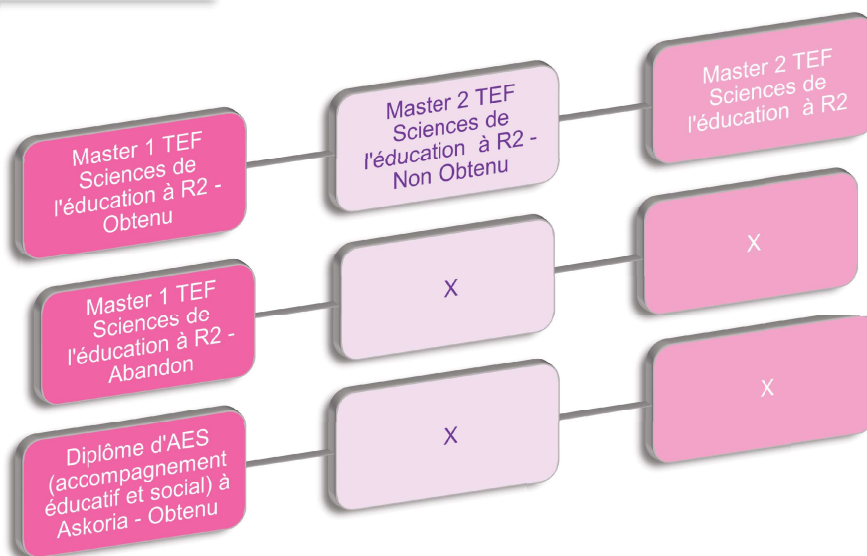 Master 1 TEF
Sciences de
l'éducation à R2 -
Obtenu
Master 2 TEF
Sciences de
l'éducation à R2 -
Non Obtenu
Master 2 TEF
Sciences de
l'éducation à R2
Master 1 TEF
Sciences de
l'éducation à R2 -
Abandon
X
X
Diplôme d'AES
(accompagnement
éducatif et social) à
Askoria - Obtenu
X
X